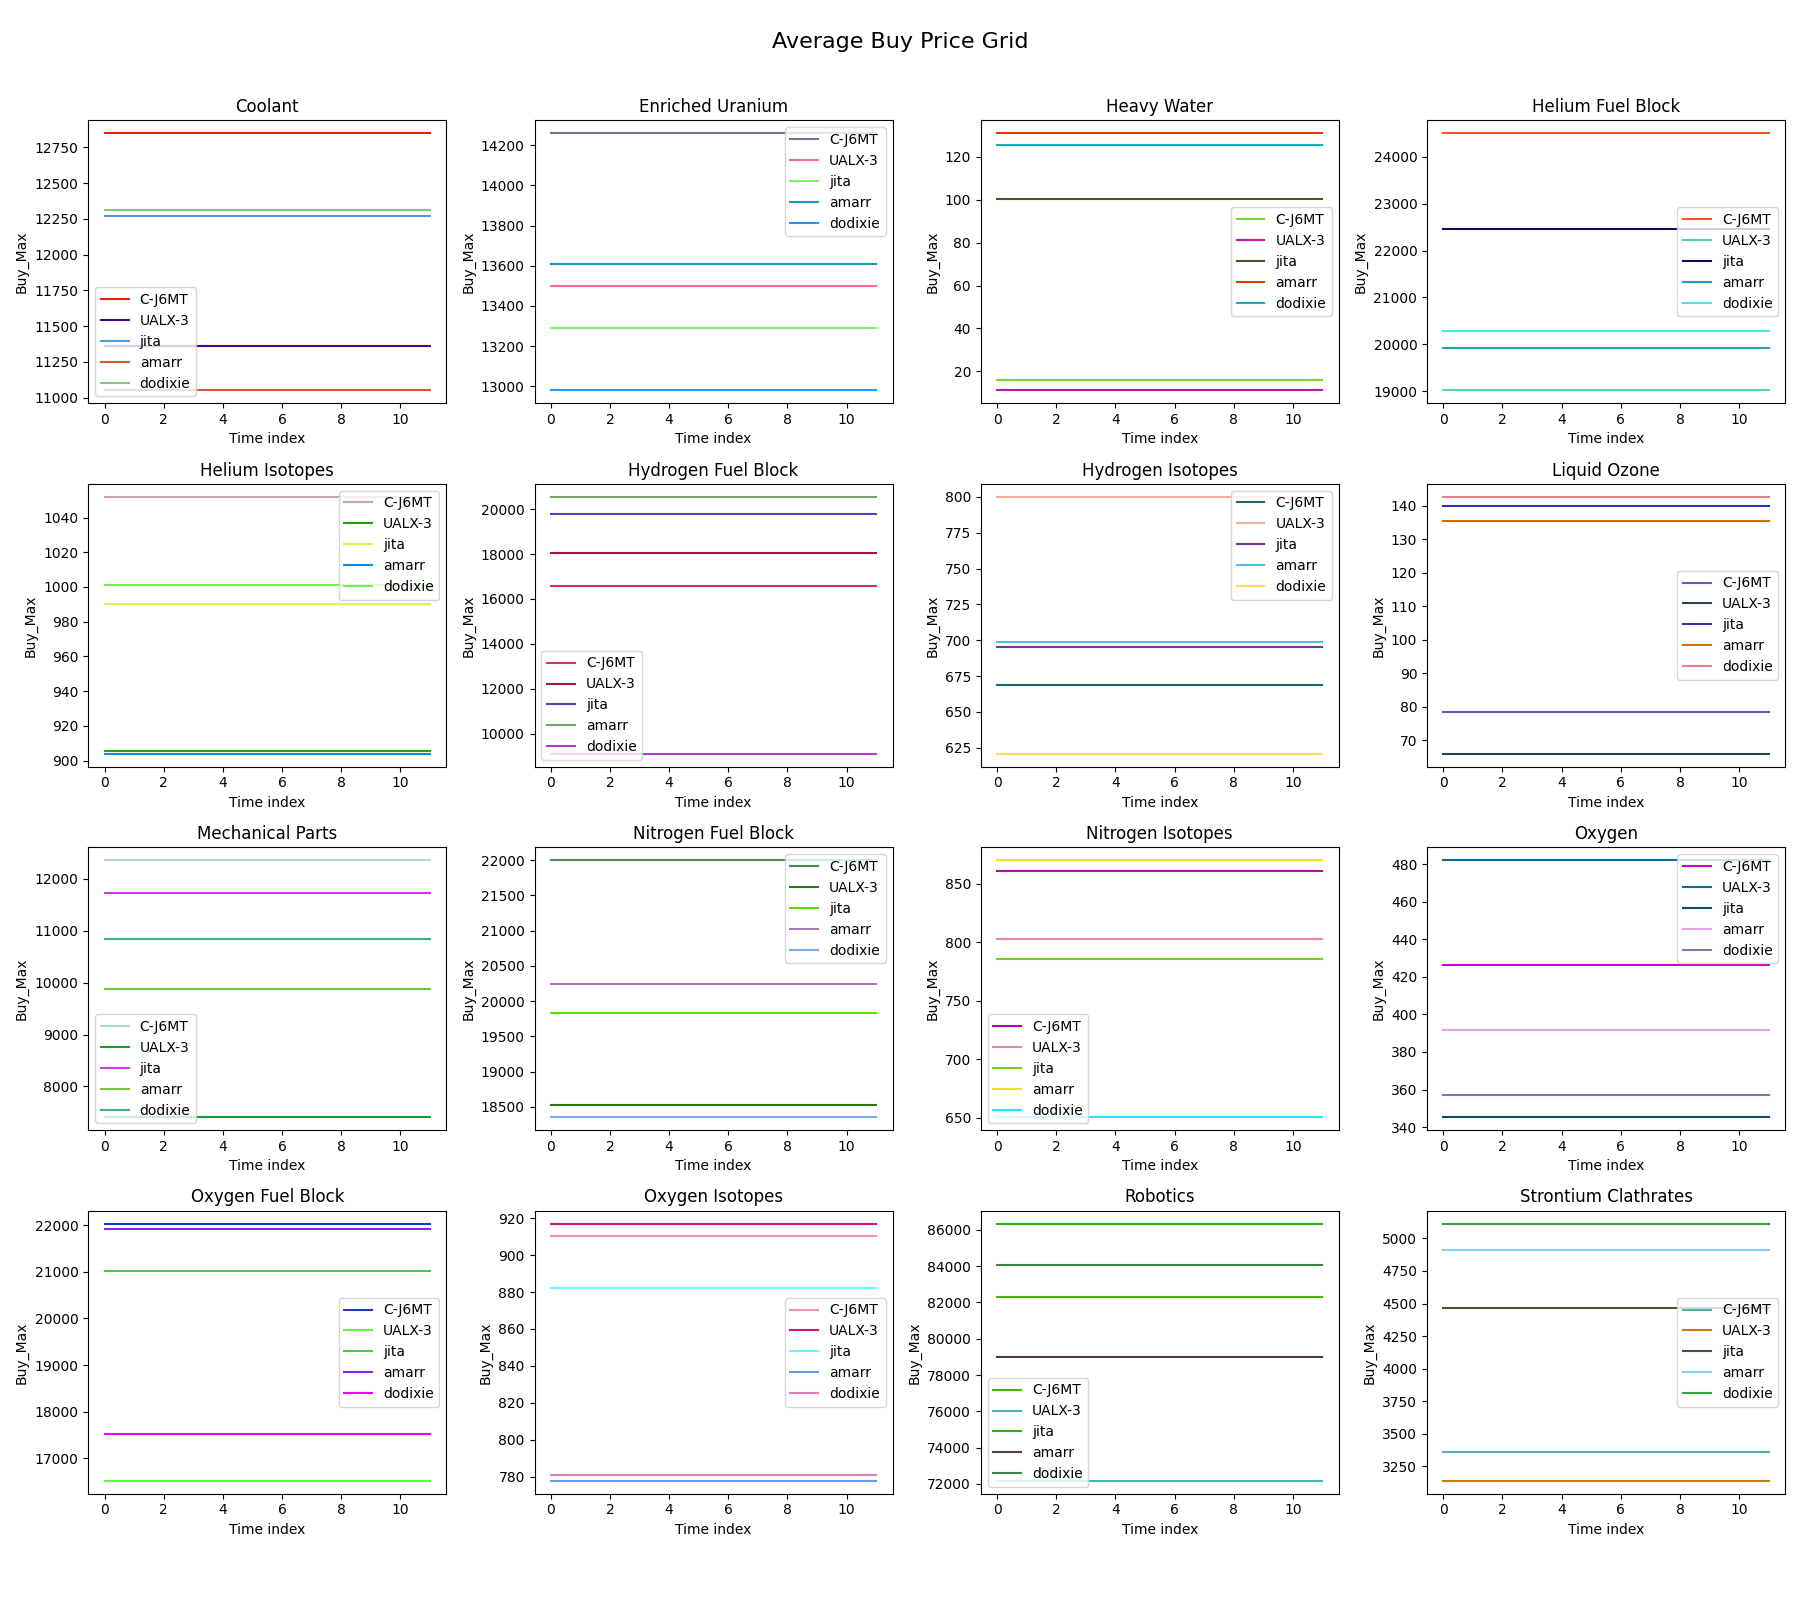 Average Buy Price Grid
Coolant
12750
12500
12250
12000
11750
11500
11250
11000
Buy_Max
C-J6MT
UALX-3
jita
amarr
dodixie
0 2 4 6 8 10
Time index
Enriched Uranium
14200
14000
13800
13600
13400
13200
13000
Buy_Max
C-J6MT
UALX-3
jita
amarr
dodixie
0 2 4 6 8 10
Time index
Heavy Water
120
100
80
60
40
20
Buy_Max
C-J6MT
UALX-3
jita
amarr
dodixie
0 2 4 6 8 10
Time index
Helium Fuel Block
24000
23000
22000
21000
20000
19000
Buy_Max
C-J6MT
UALX-3
jita
amarr
dodixie
0 2 4 6 8 10
Time index
Helium Isotopes
1040
1020
1000
980
960
940
920
900
Buy_Max
C-J6MT
UALX-3
jita
amarr
dodixie
0 2 4 6 8 10
Time index
Hydrogen Fuel Block
20000
18000
16000
14000
12000
10000
Buy_Max
C-J6MT
UALX-3
jita
amarr
dodixie
0 2 4 6 8 10
Time index
Hydrogen Isotopes
800
775
750
725
700
675
650
625
Buy_Max
C-J6MT
UALX-3
jita
amarr
dodixie
0 2 4 6 8 10
Time index
Liquid Ozone
140
130
120
110
100
90
80
70
Buy_Max
C-J6MT
UALX-3
jita
amarr
dodixie
0 2 4 6 8 10
Time index
Mechanical Parts
12000
11000
10000
9000
8000
Buy_Max
C-J6MT
UALX-3
jita
amarr
dodixie
0 2 4 6 8 10
Time index
Nitrogen Fuel Block
22000
21500
21000
20500
20000
19500
19000
18500
Buy_Max
C-J6MT
UALX-3
jita
amarr
dodixie
0 2 4 6 8 10
Time index
Nitrogen Isotopes
850
800
750
700
650
Buy_Max
C-J6MT
UALX-3
jita
amarr
dodixie
0 2 4 6 8 10
Time index
Oxygen
480
460
440
420
400
380
360
340
Buy_Max
C-J6MT
UALX-3
jita
amarr
dodixie
0 2 4 6 8 10
Time index
Oxygen Fuel Block
22000
21000
20000
19000
18000
17000
Buy_Max
C-J6MT
UALX-3
jita
amarr
dodixie
0 2 4 6 8 10
Time index
Oxygen Isotopes
920
900
880
860
840
820
800
780
Buy_Max
C-J6MT
UALX-3
jita
amarr
dodixie
0 2 4 6 8 10
Time index
Robotics
86000
84000
82000
80000
78000
76000
74000
72000
Buy_Max
C-J6MT
UALX-3
jita
amarr
dodixie
0 2 4 6 8 10
Time index
Strontium Clathrates
5000
4750
4500
4250
4000
3750
3500
3250
Buy_Max
C-J6MT
UALX-3
jita
amarr
dodixie
0 2 4 6 8 10
Time index